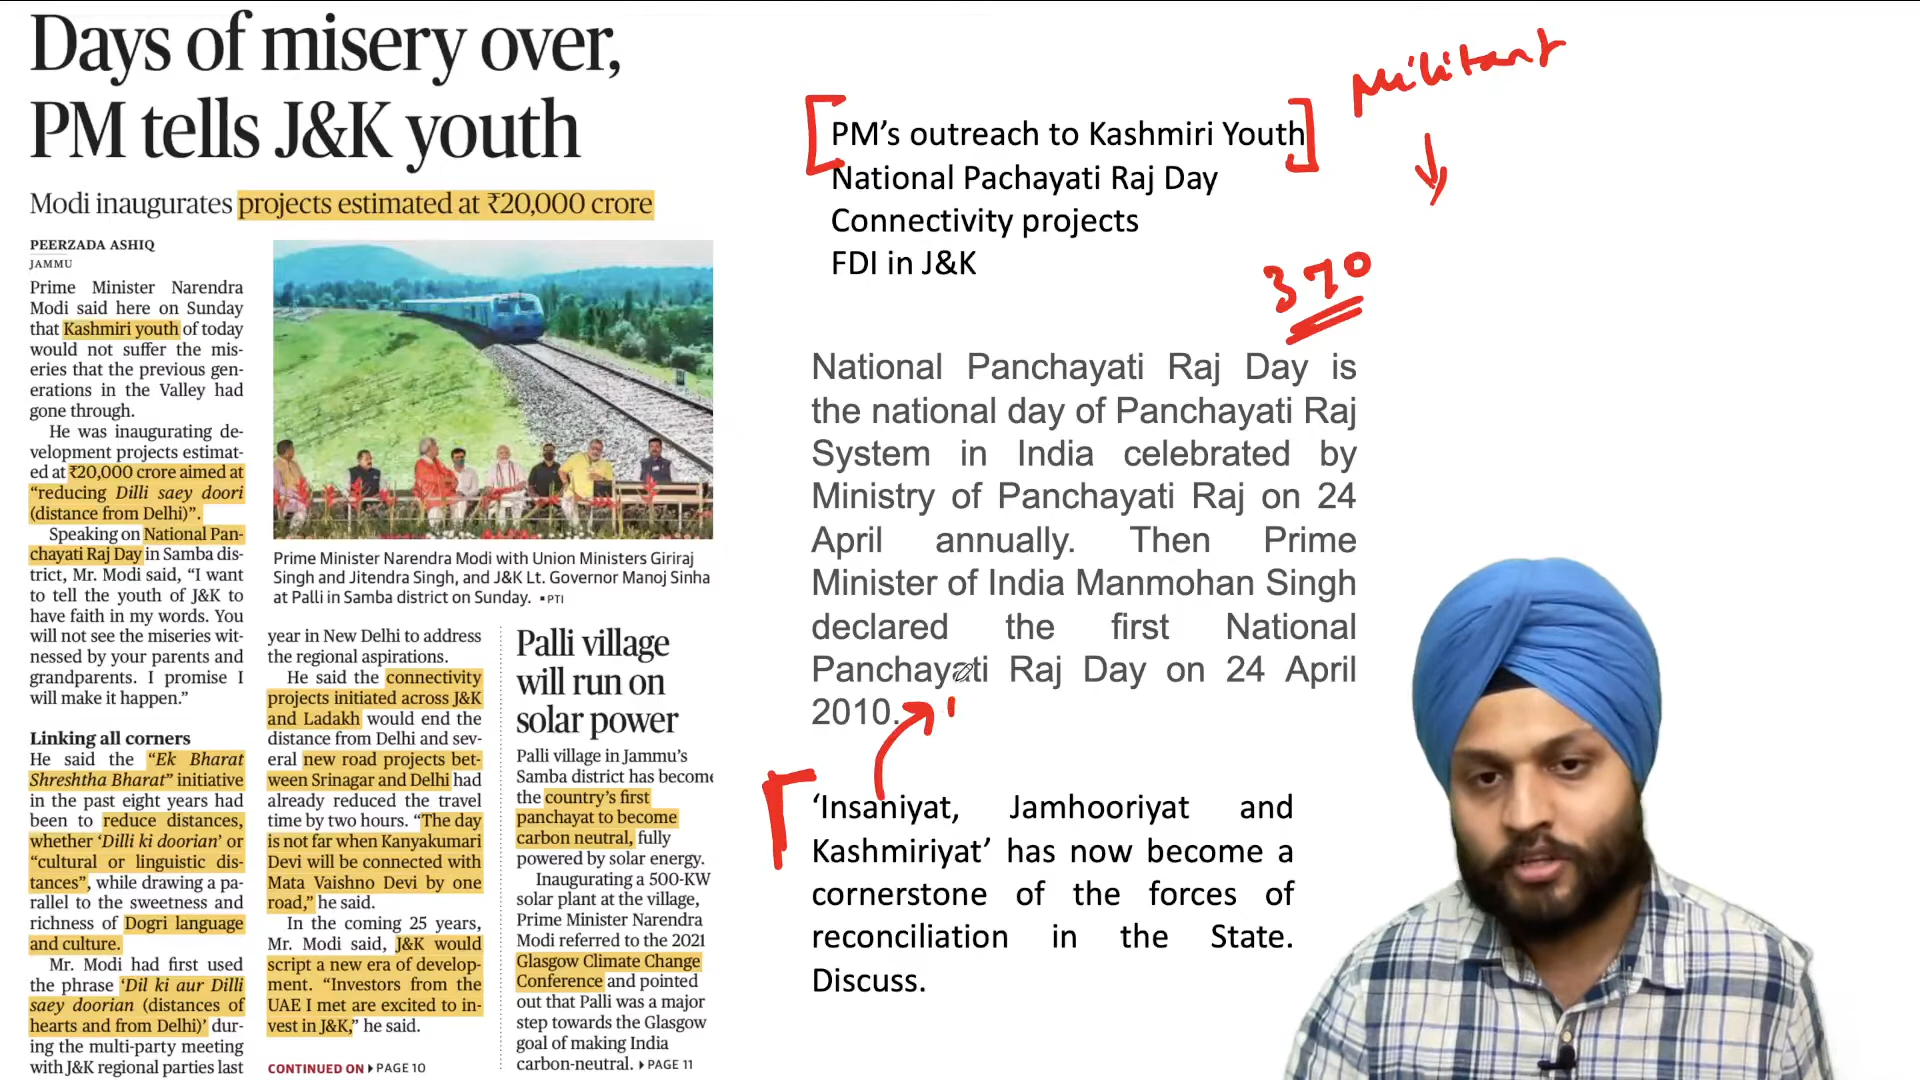 Days of misery over,
PM tells J&K youth
Modi inaugurates projects estimated at ₹20,000 crore
PEERZADA ASHIQ
JAMMU
Prime Minister Narendra
Modi said here on Sunday
that Kashmiri youth of today
would not suffer the mis-
eries that the previous gen-
erations in the Valley had
gone through.
He was inaugurating de-
velopment projects estimat-
ed at ₹20,000 crore aimed at
“reducing Dilli saey doori
(distance from Delhi)”.
Speaking on National Pan-
chayati Raj Day in Samba dis-
trict, Mr. Modi said, “I want
to tell the youth of J&K to
have faith in my words. You
will not see the miseries wit-
nessed by your parents and
grandparents. I promise I
will make it happen.”
Linking all corners
He said the “Ek Bharat
Shreshtha Bharat” initiative
in the past eight years had
been to reduce distances,
whether ‘Dilli ki doorian’ or
“cultural or linguistic dis-
tances”, while drawing a pa-
rallel to the sweetness and
richness of Dogri language
and culture.
Mr. Modi had first used
the phrase ‘Dil ki aur Dilli
saey doorian (distances of
hearts and from Delhi)’ dur-
ing the multi-party meeting
with J&K regional parties last
Prime Minister Narendra Modi with Union Ministers Giriraj
Singh and Jitendra Singh, and J&K Lt. Governor Manoj Sinha
at Palli in Samba district on Sunday. ▪ PTI
year in New Delhi to address
the regional aspirations.
He said the connectivity
projects initiated across J&K
and Ladakh would end the
distance from Delhi and sev-
eral new road projects bet-
ween Srinagar and Delhi had
already reduced the travel
time by two hours. “The day
is not far when Kanyakumari
Devi will be connected with
Mata Vaishno Devi by one
road,” he said.
In the coming 25 years,
Mr. Modi said, J&K would
script a new era of develop-
ment. “Investors from the
UAE I met are excited to in-
vest in J&K,” he said.
CONTINUED ON ▸ PAGE 10
Palli village
will run on
solar power
Palli village in Jammu’s
Samba district has become
the country’s first
panchayat to become
carbon neutral, fully
powered by solar energy.
Inaugurating a 500-KW
solar plant at the village,
Prime Minister Narendra
Modi referred to the 2021
Glasgow Climate Change
Conference and pointed
out that Palli was a major
step towards the Glasgow
goal of making India
carbon-neutral. ▸ PAGE 11
PM’s outreach to Kashmiri Youth
National Pachayati Raj Day
Connectivity projects
FDI in J&K
Militant
370
National Panchayati Raj Day is
the national day of Panchayati Raj
System in India celebrated by
Ministry of Panchayati Raj on 24
April annually. Then Prime
Minister of India Manmohan Singh
declared the first National
Panchayati Raj Day on 24 April
2010.
‘Insaniyat, Jamhooriyat and
Kashmiriyat’ has now become a
cornerstone of the forces of
reconciliation in the State.
Discuss.